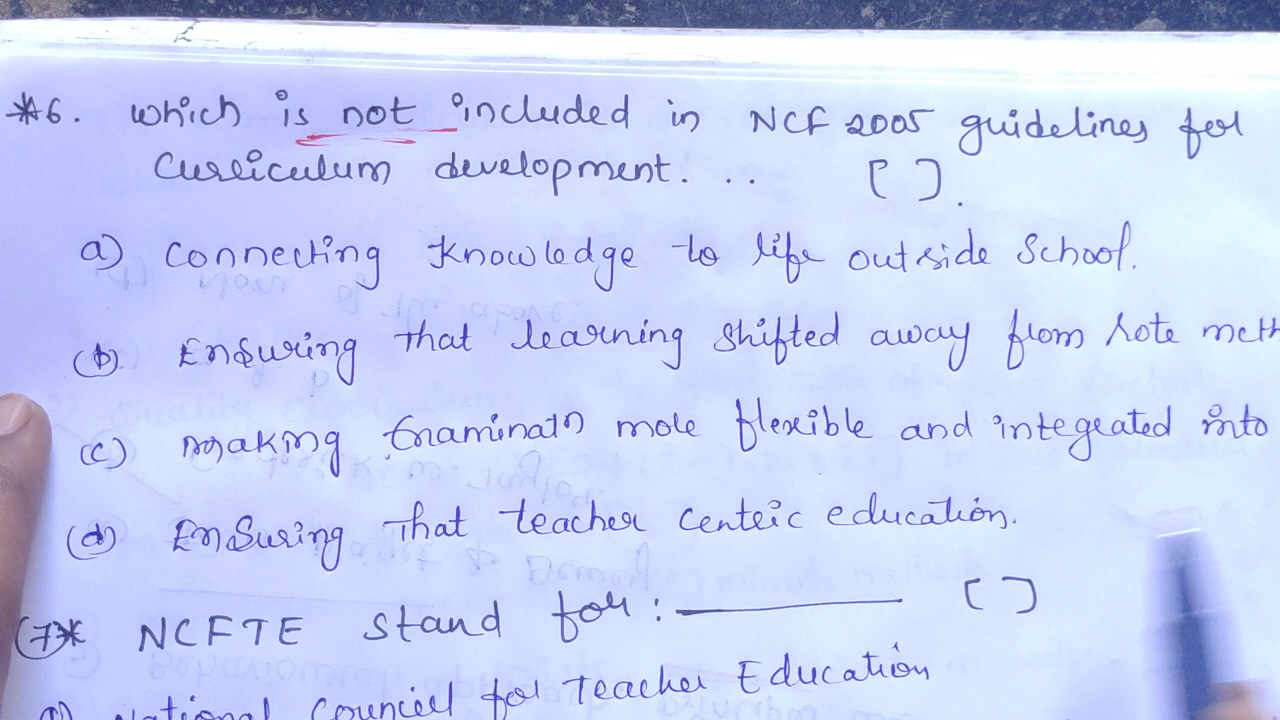 *6. which is not included in NCF 2005 guidelines for
Curriculum development. .. [ ].
a) Connecting Knowledge to life outside School.
(b) Ensuring that learning shifted away from rote meth
(c) Making Examinatn more flexible and integrated into
(d) Ensuring That teacher centric education.
(7)* NCFTE stand for: ———— [ ]
a) National Council for Teacher Education